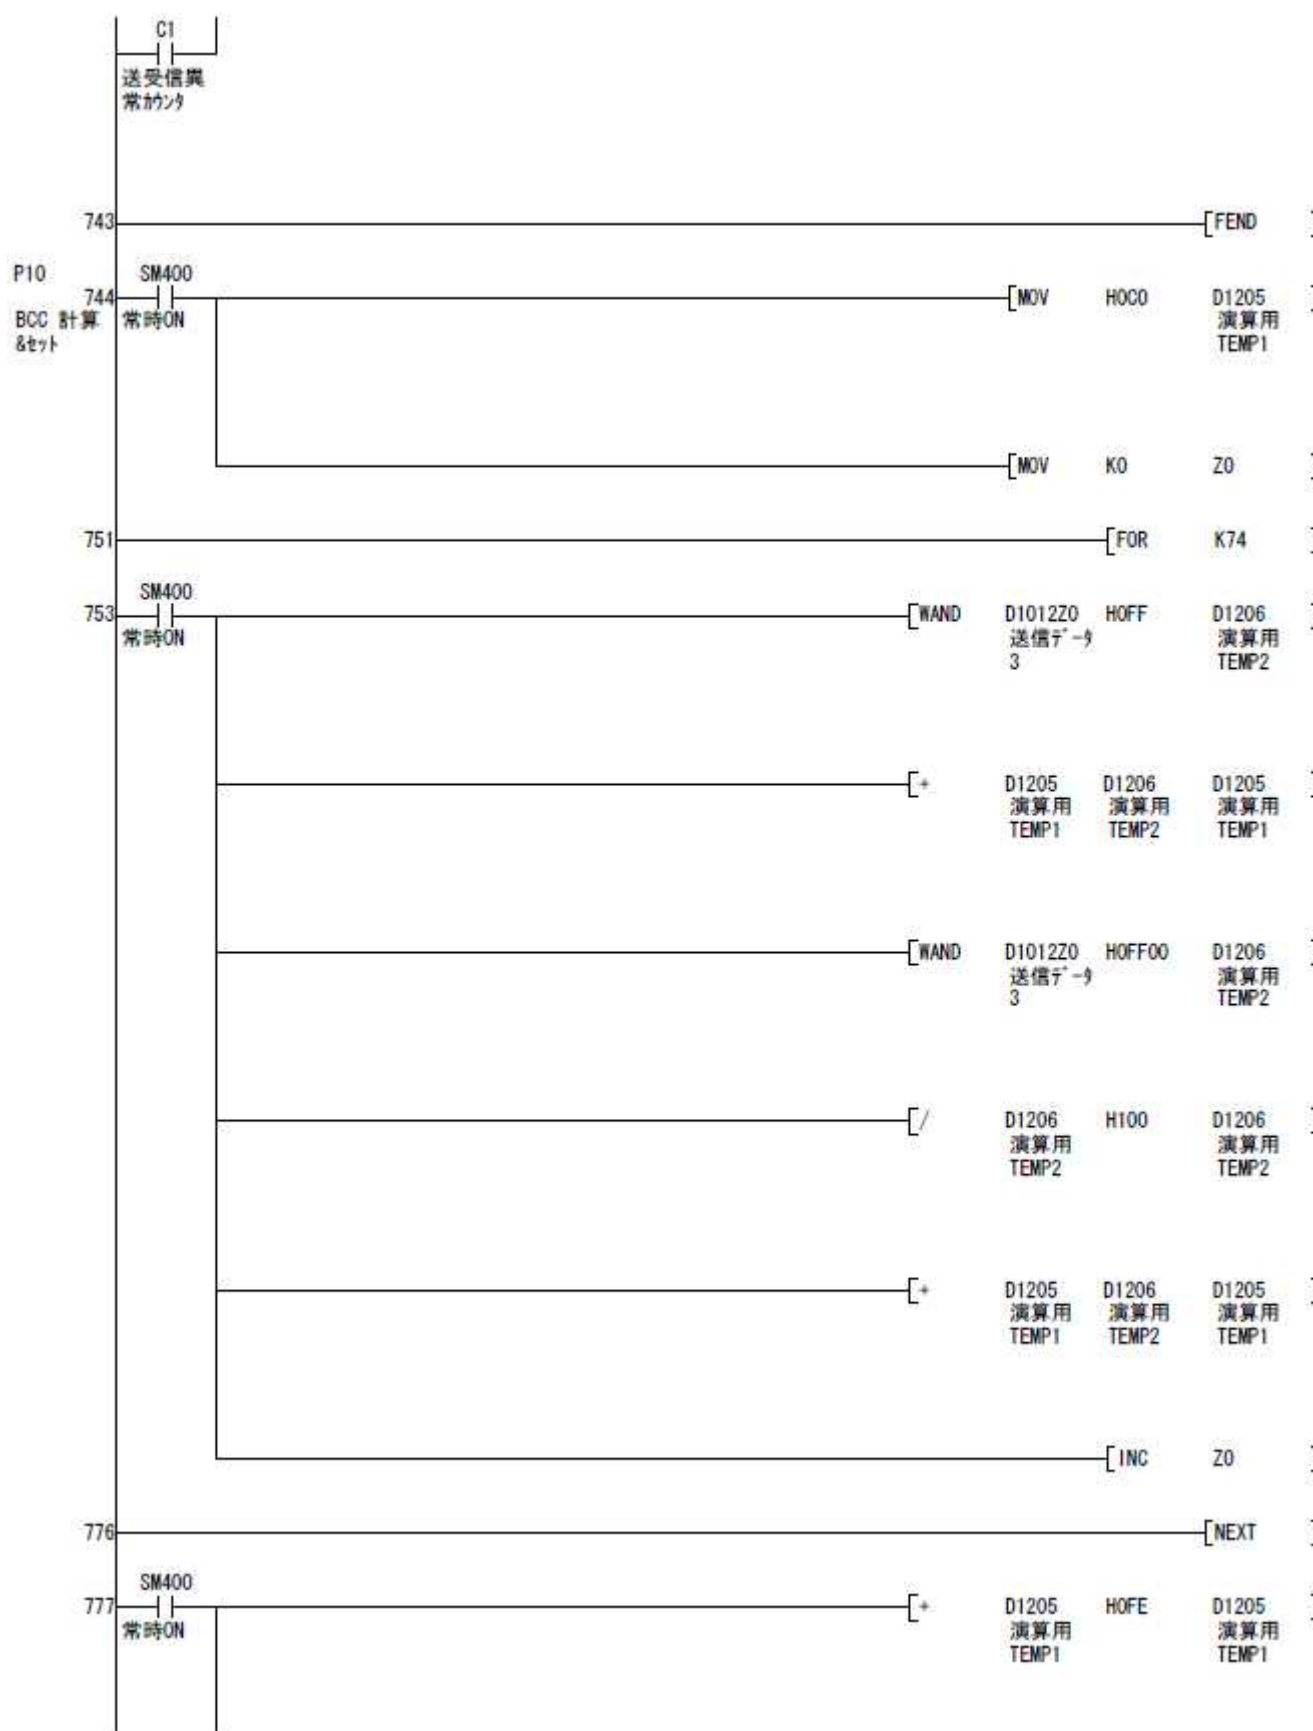 C1
送受信異
常ｶｳﾝﾀ
743
FEND
P10
SM400
744
MOV H0C0 D1205
BCC 計算
&ｾｯﾄ
常時ON
演算用
TEMP1
MOV K0 Z0
751
FOR K74
SM400
753
WAND D1012Z0 H0FF D1206
常時ON
送信ﾃﾞｰﾀ
3
演算用
TEMP2
+ D1205 D1206 D1205
演算用 演算用 演算用
TEMP1 TEMP2 TEMP1
WAND D1012Z0 H0FF00 D1206
送信ﾃﾞｰﾀ
3
演算用
TEMP2
/ D1206 H100 D1206
演算用 演算用
TEMP2 TEMP2
+ D1205 D1206 D1205
演算用 演算用 演算用
TEMP1 TEMP2 TEMP1
INC Z0
776
NEXT
SM400
777
+ D1205 H0FE D1205
常時ON
演算用 演算用
TEMP1 TEMP1